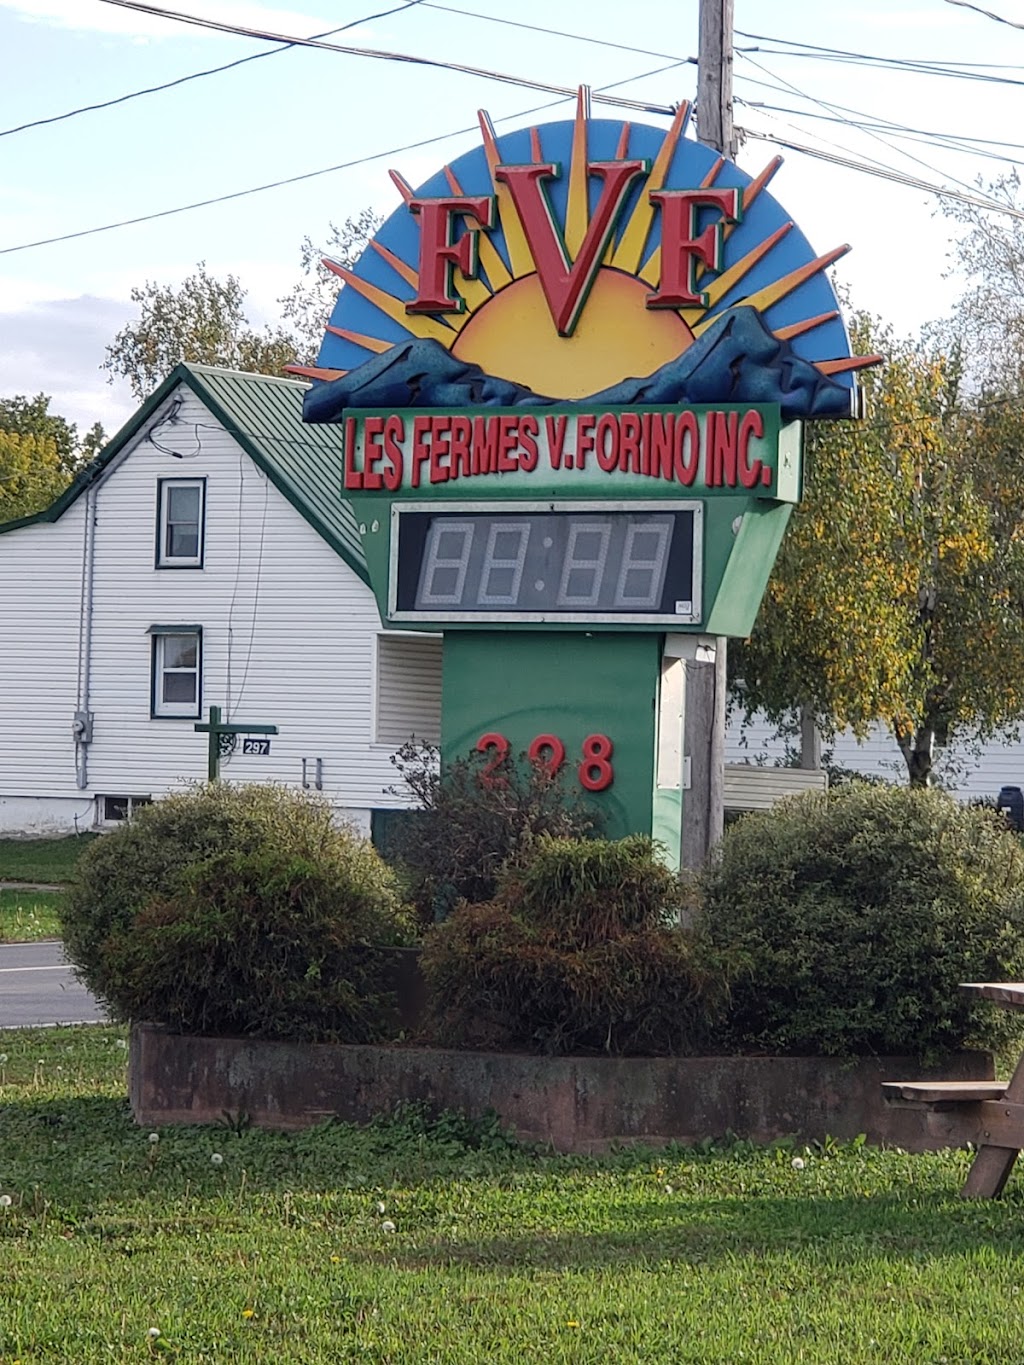 FVF
LES FERMES V. FORINO INC.
298
297